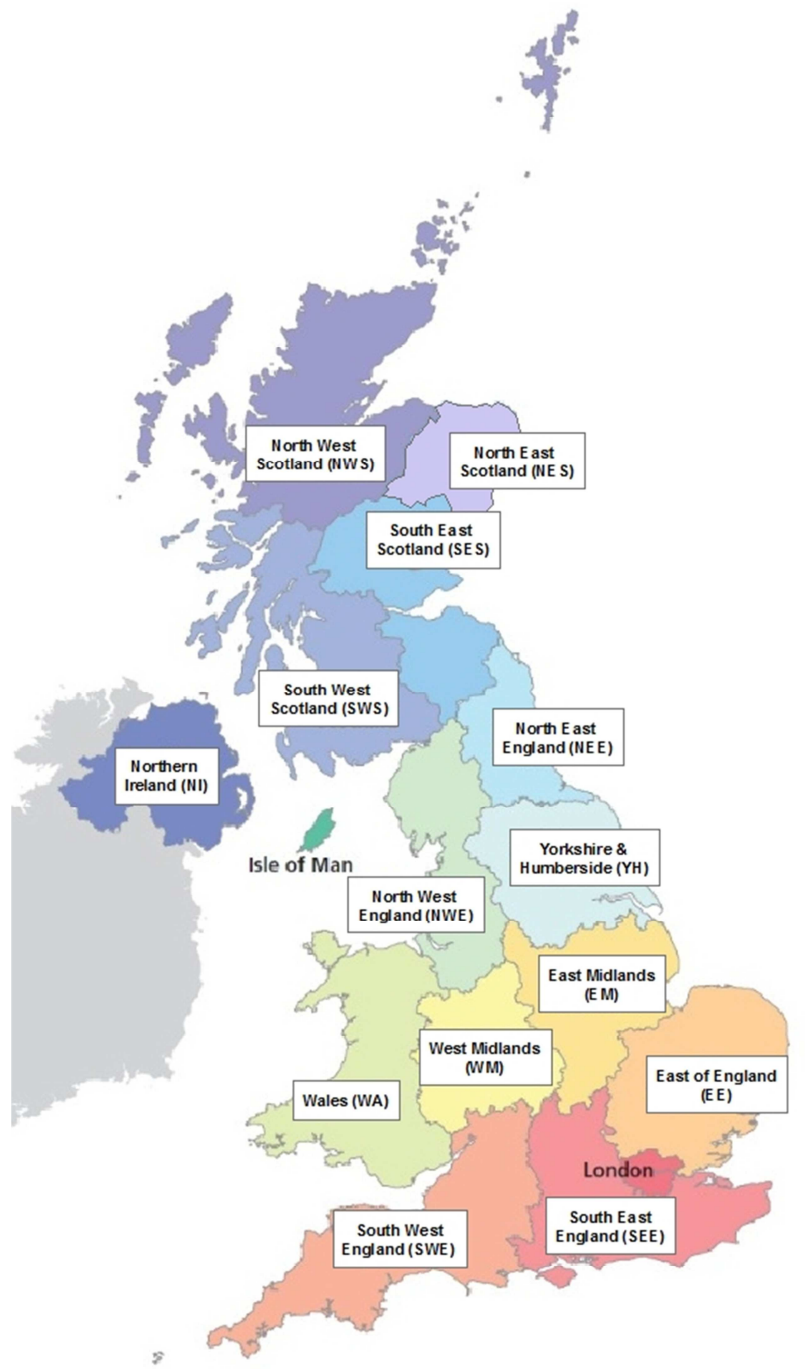 North West
Scotland (NWS)
North East
Scotland (NES)
South East
Scotland (SES)
South West
Scotland (SWS)
North East
England (NEE)
Northern
Ireland (NI)
Isle of Man
Yorkshire &
Humberside (YH)
North West
England (NWE)
East Midlands
(EM)
West Midlands
(WM)
East of England
(EE)
Wales (WA)
London
South West
England (SWE)
South East
England (SEE)